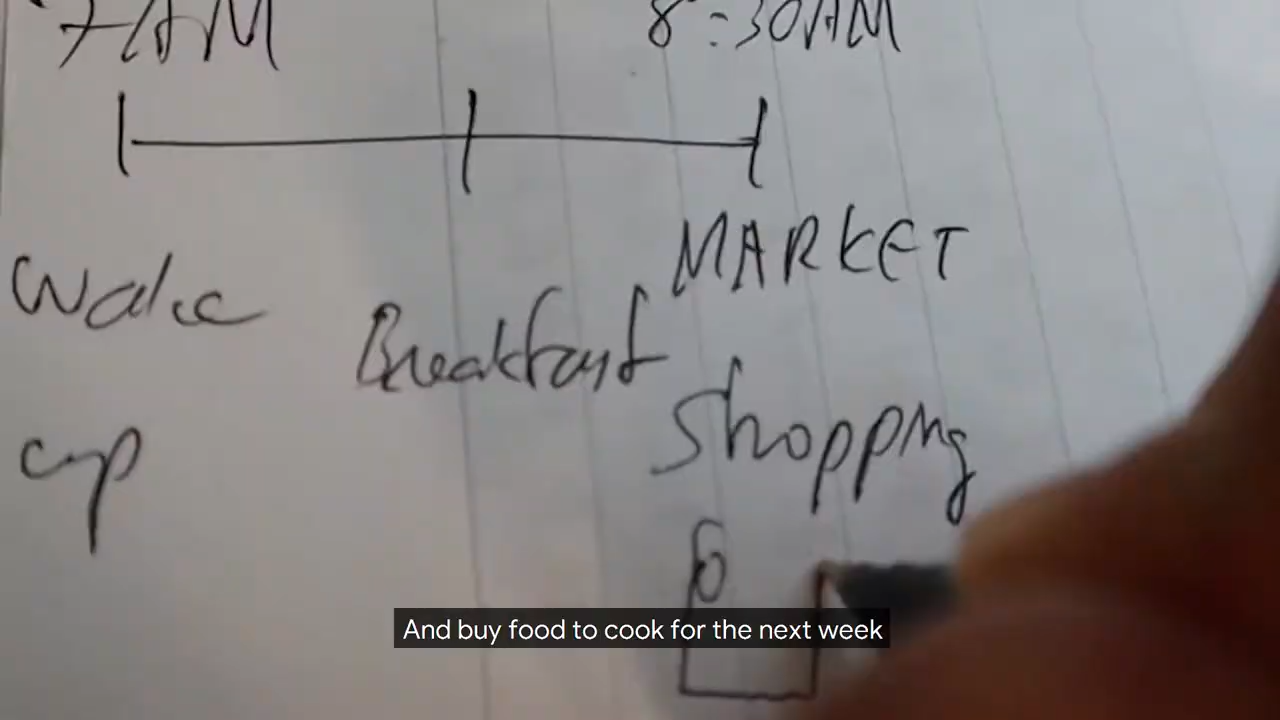 7AM
8:30AM
Wake
up
Breakfast
MARKET
Shopping
And buy food to cook for the next week